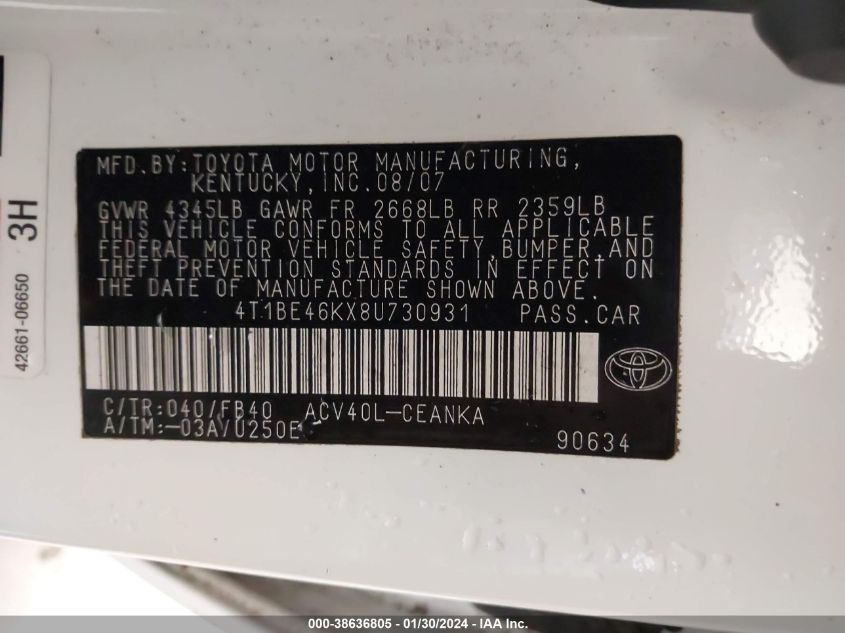 MFD.BY:TOYOTA MOTOR MANUFACTURING,
KENTUCKY, INC.08/07
GVWR 4345LB GAWR FR 2668LB RR 2359LB
THIS VEHICLE CONFORMS TO ALL APPLICABLE
FEDERAL MOTOR VEHICLE SAFETY,BUMPER,AND
THEFT PREVENTION STANDARDS IN EFFECT ON
THE DATE OF MANUFACTURE SHOWN ABOVE.
4T1BE46KX8U730931 PASS.CAR
C/TR:040/FB40 ACV40L-CEANKA
A/TM:-03A/U250E
90634
42661-06650
3H
000-38636805 - 01/30/2024 - IAA Inc.